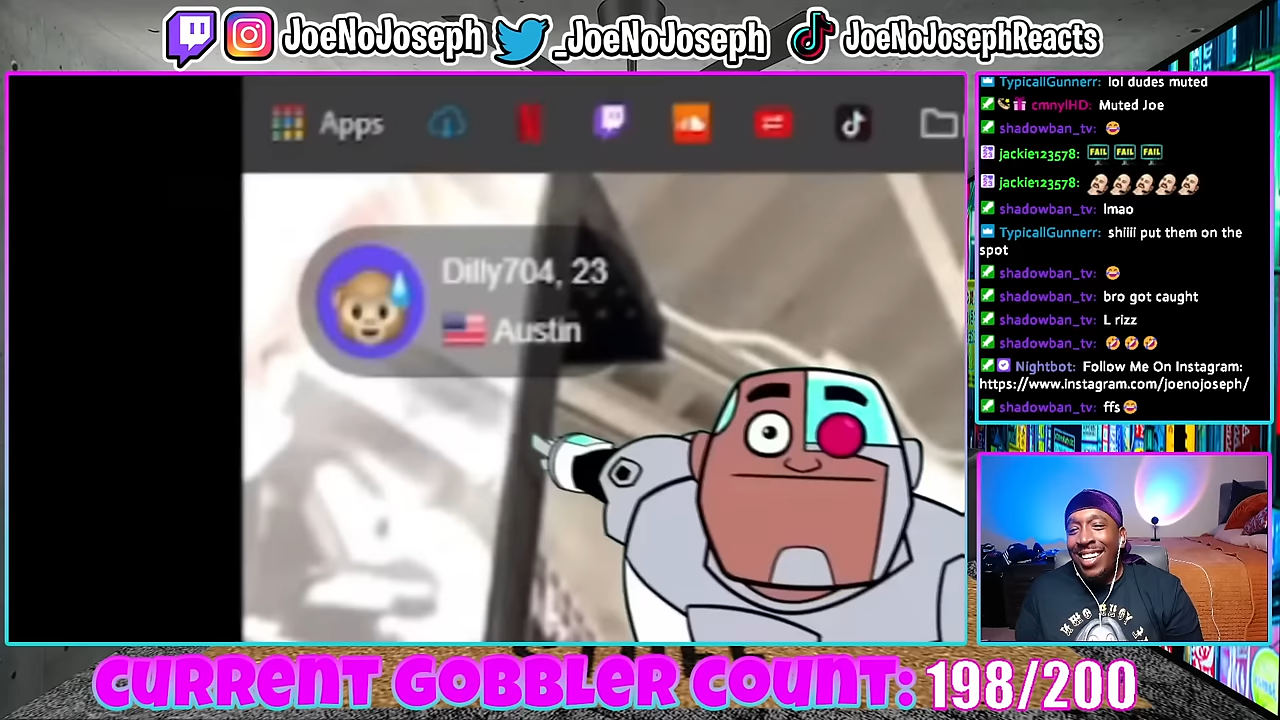 JoeNoJoseph
_JoeNoJoseph
JoeNoJosephReacts
Apps
Dilly704, 23
Austin
TypicallGunnerr: lol dudes muted
cmnylHD: Muted Joe
shadowban_tv:
jackie123578: FAIL FAIL FAIL
jackie123578:
shadowban_tv: lmao
TypicallGunnerr: shiiii put them on the
spot
shadowban_tv:
shadowban_tv: bro got caught
shadowban_tv: L rizz
shadowban_tv:
Nightbot: Follow Me On Instagram:
https://www.instagram.com/joenojoseph/
shadowban_tv: ffs
CURRENT GOBBLER COUNT: 198/200